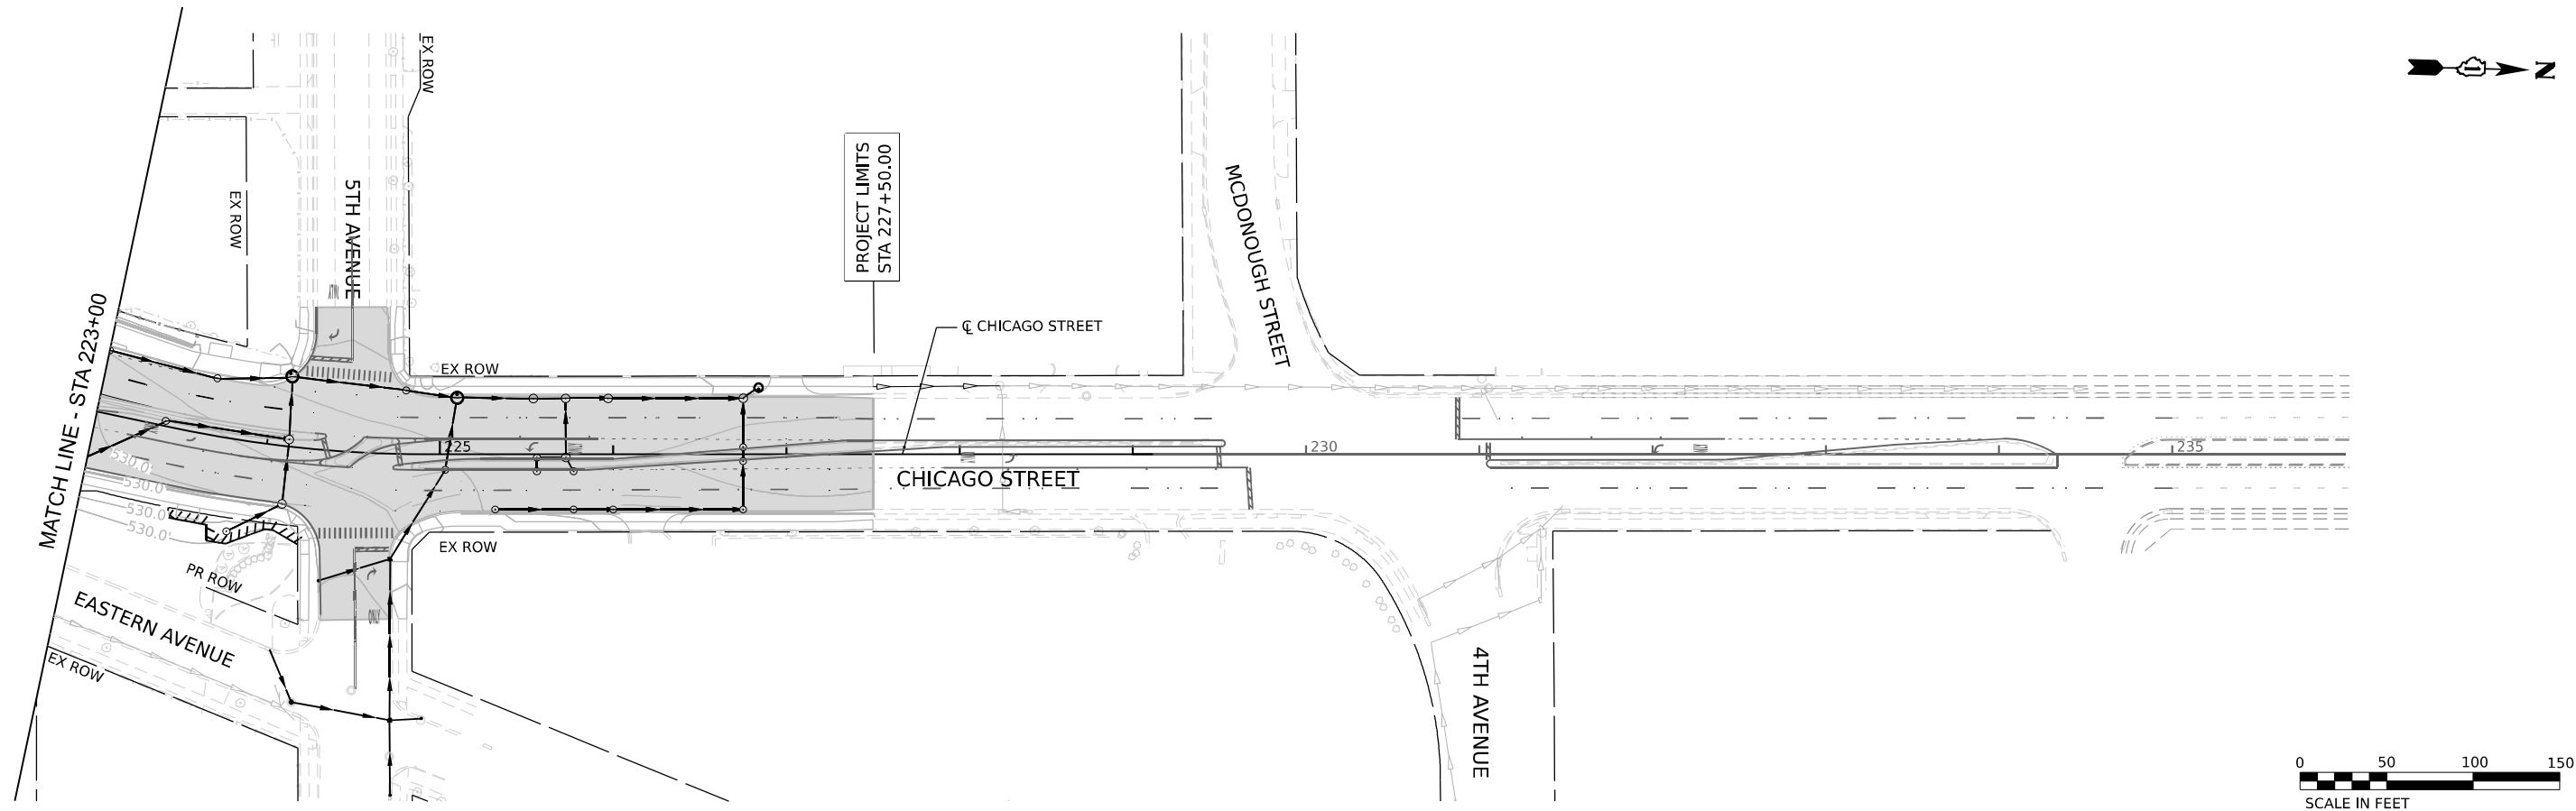 EX ROW
N
5TH AVENUE
EX ROW
PROJECT LIMITS
STA 227+50.00
MCDONOUGH STREET
MATCH LINE - STA 223+00
℄ CHICAGO STREET
EX ROW
225
230
235
530.0
530.0
530.0
530.0
CHICAGO STREET
EX ROW
PR ROW
ONLY
EASTERN AVENUE
EX ROW
4TH AVENUE
0 50 100 150
SCALE IN FEET